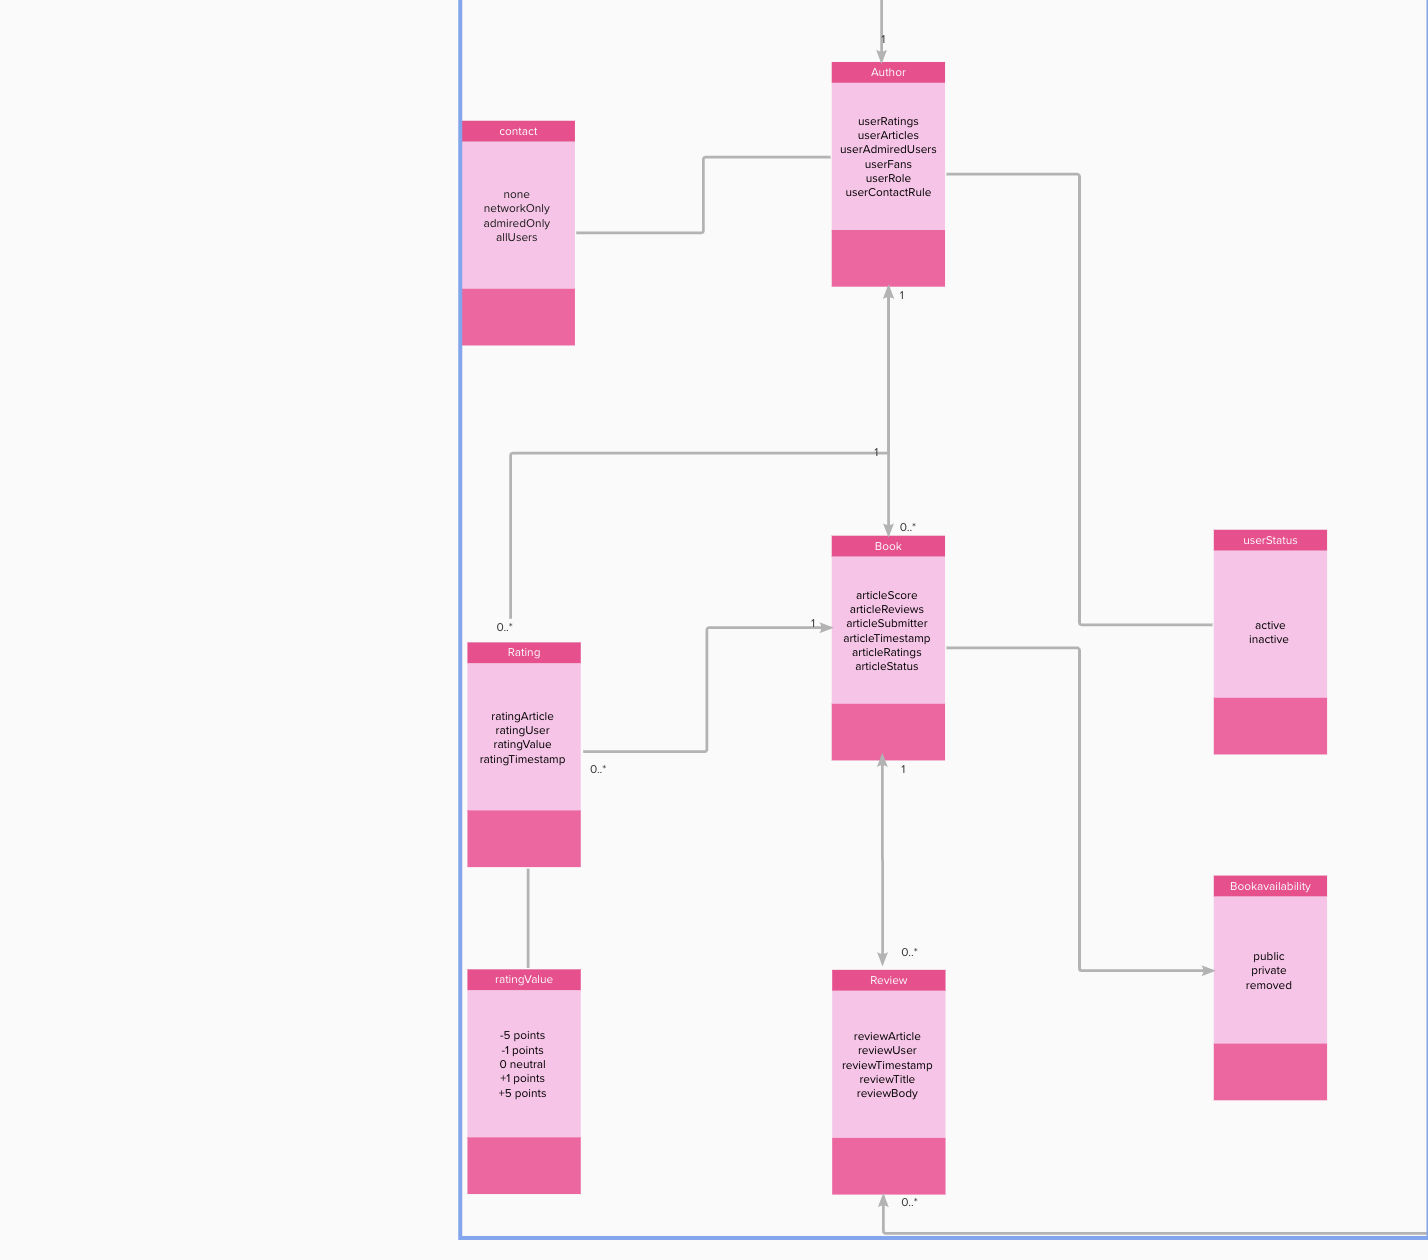 1
Author
userRatings
userArticles
userAdmiredUsers
userFans
userRole
userContactRule
contact
none
networkOnly
admiredOnly
allUsers
1
1
0..*
Book
articleScore
articleReviews
articleSubmitter
articleTimestamp
articleRatings
articleStatus
userStatus
active
inactive
0..*
1
Rating
ratingArticle
ratingUser
ratingValue
ratingTimestamp
0..*
1
Bookavailability
public
private
removed
0..*
ratingValue
-5 points
-1 points
0 neutral
+1 points
+5 points
Review
reviewArticle
reviewUser
reviewTimestamp
reviewTitle
reviewBody
0..*